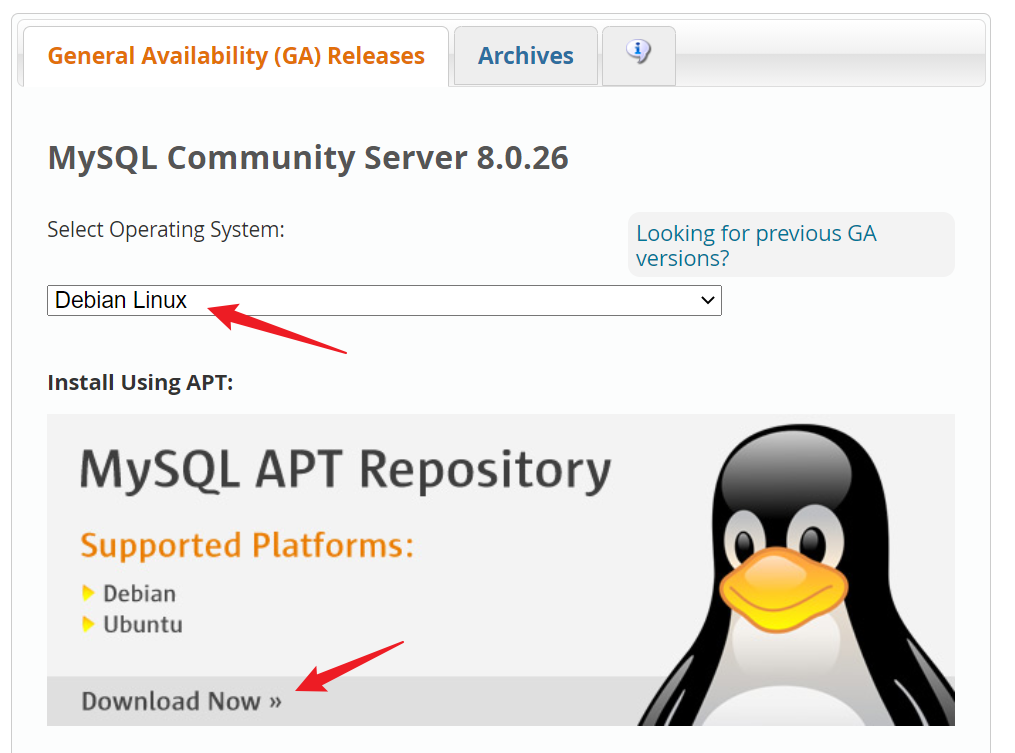 General Availability (GA) Releases
Archives
MySQL Community Server 8.0.26
Select Operating System:
Looking for previous GA
versions?
Debian Linux
Install Using APT:
MySQL APT Repository
Supported Platforms:
Debian
Ubuntu
Download Now »